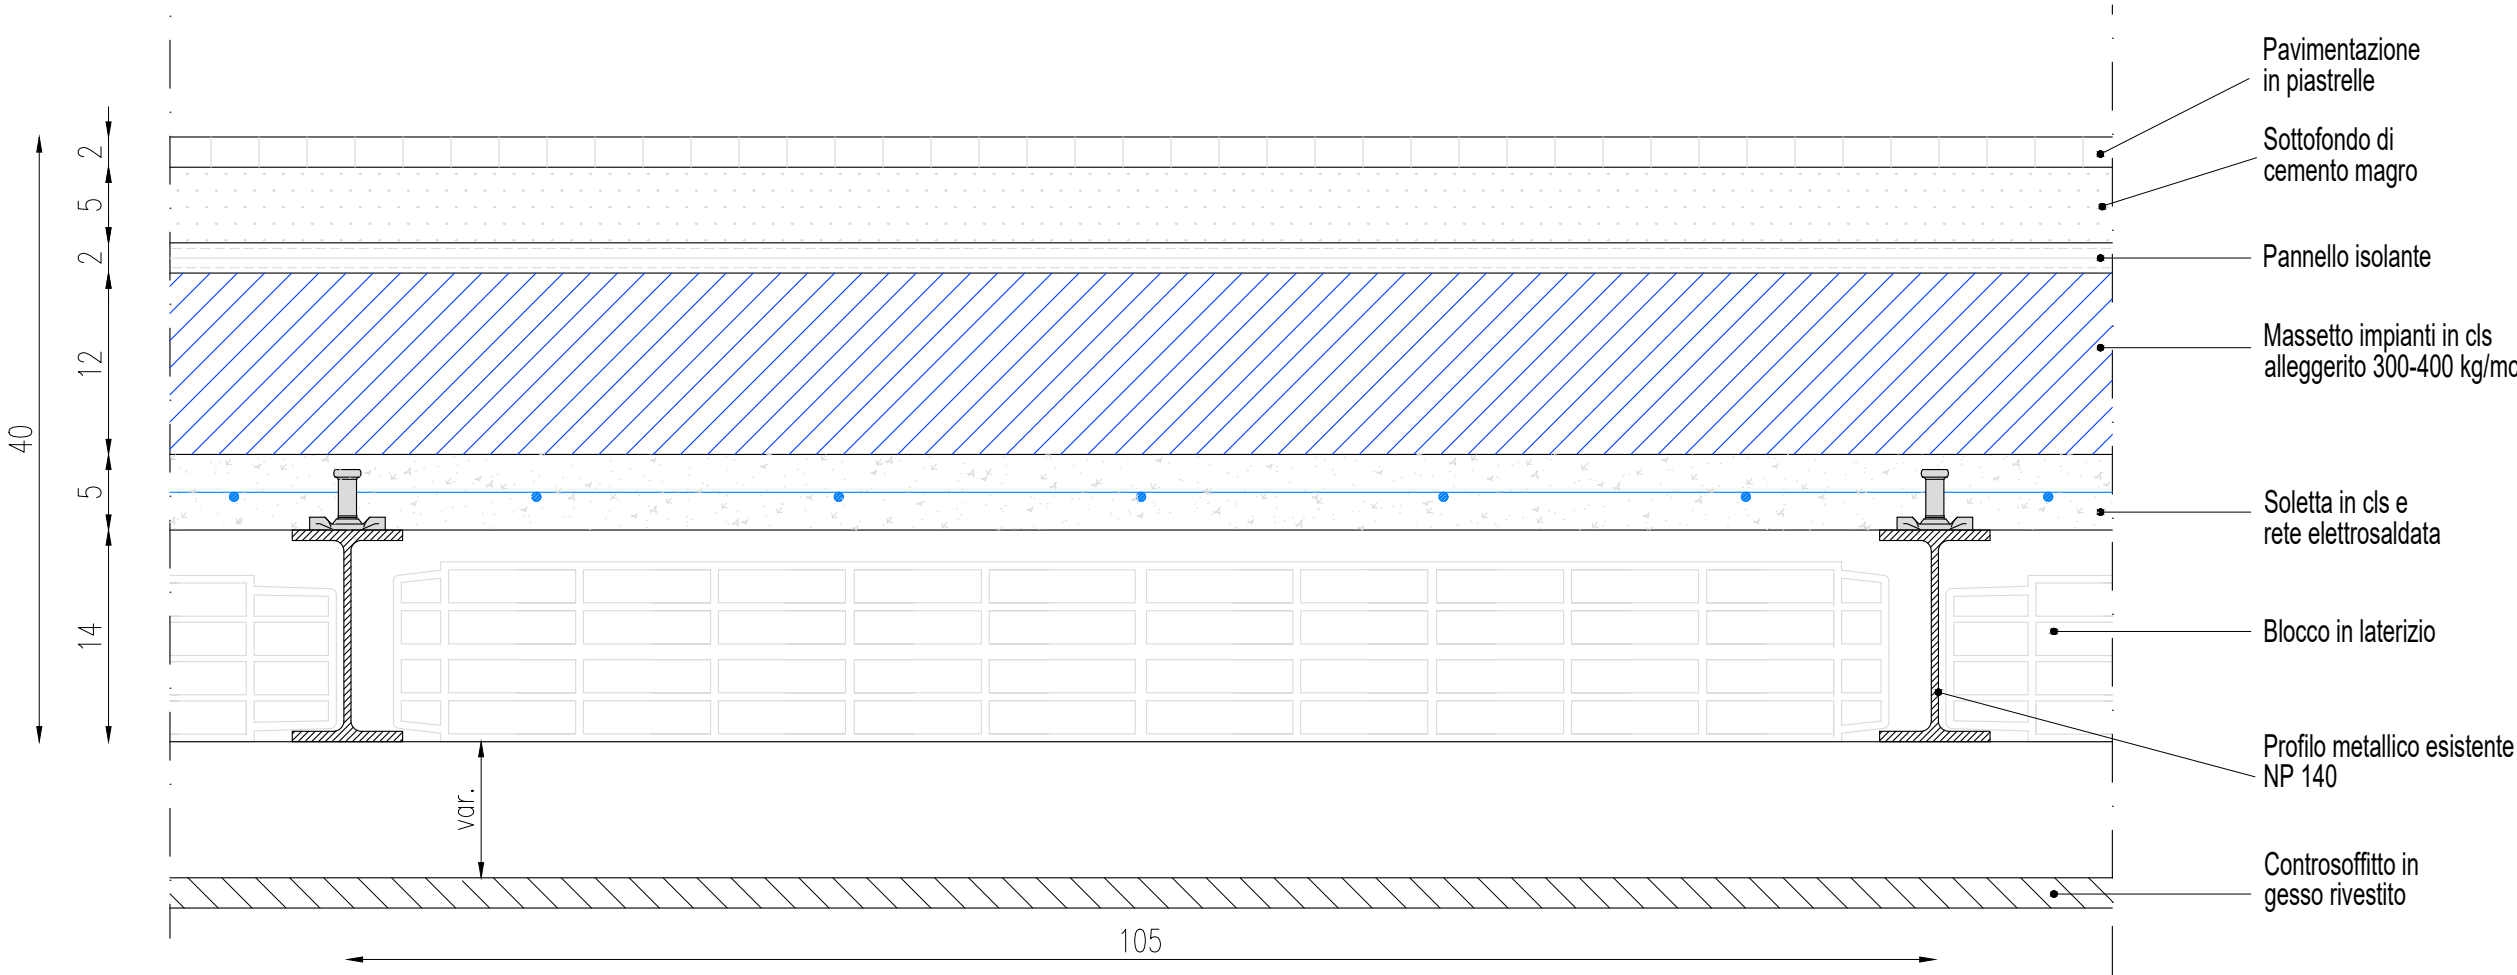 Pavimentazione
in piastrelle
Sottofondo di
cemento magro
Pannello isolante
Massetto impianti in cls
alleggerito 300-400 kg/mc
Soletta in cls e
rete elettrosaldata
Blocco in laterizio
Profilo metallico esistente
NP 140
Controsoffitto in
gesso rivestito
2
5
2
12
5
14
40
var.
105